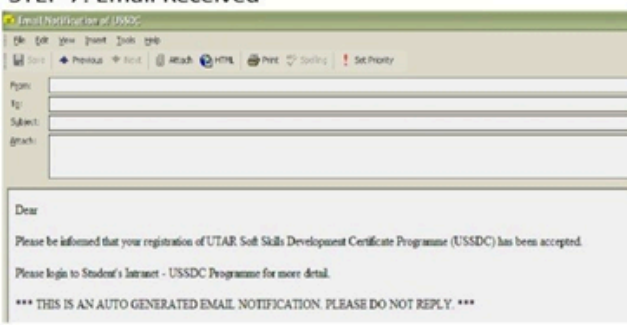 STEP 7: Email Received
Email Notification of USSDC
File Edit View Insert Tools Help
Save Previous Next Attach HTML Print Spelling ! Set Priority
From:
To:
Subject:
Attach:
Dear
Please be informed that your registration of UTAR Soft Skills Development Certificate Programme (USSDC) has been accepted.
Please login to Student's Intranet - USSDC Programme for more detail.
*** THIS IS AN AUTO GENERATED EMAIL NOTIFICATION. PLEASE DO NOT REPLY. ***